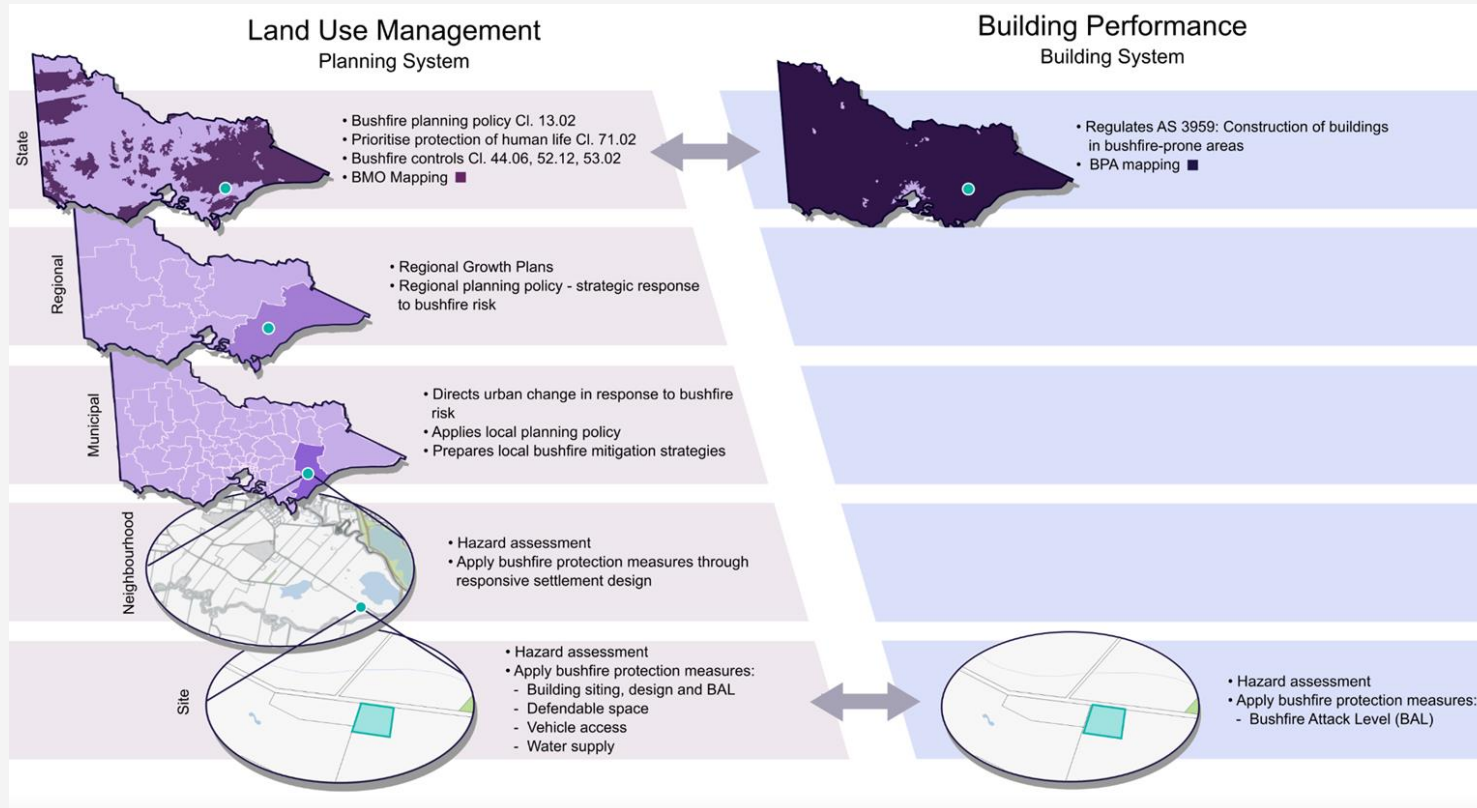 Land Use Management
Planning System
Building Performance
Building System
State
• Bushfire planning policy Cl. 13.02
• Prioritise protection of human life Cl. 71.02
• Bushfire controls Cl. 44.06, 52.12, 53.02
• BMO Mapping
• Regulates AS 3959: Construction of buildings
in bushfire-prone areas
• BPA mapping
Regional
• Regional Growth Plans
• Regional planning policy - strategic response
to bushfire risk
Municipal
• Directs urban change in response to bushfire
risk
• Applies local planning policy
• Prepares local bushfire mitigation strategies
Neighbourhood
• Hazard assessment
• Apply bushfire protection measures through
responsive settlement design
Site
• Hazard assessment
• Apply bushfire protection measures:
- Building siting, design and BAL
- Defendable space
- Vehicle access
- Water supply
• Hazard assessment
• Apply bushfire protection measures:
- Bushfire Attack Level (BAL)